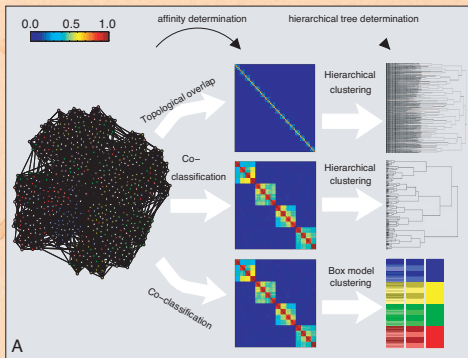 affinity determination
hierarchical tree determination
0.0
0.5
1.0
Topological overlap
Hierarchical
clustering
Co-
classification
Hierarchical
clustering
Co-classification
Box model
clustering
A